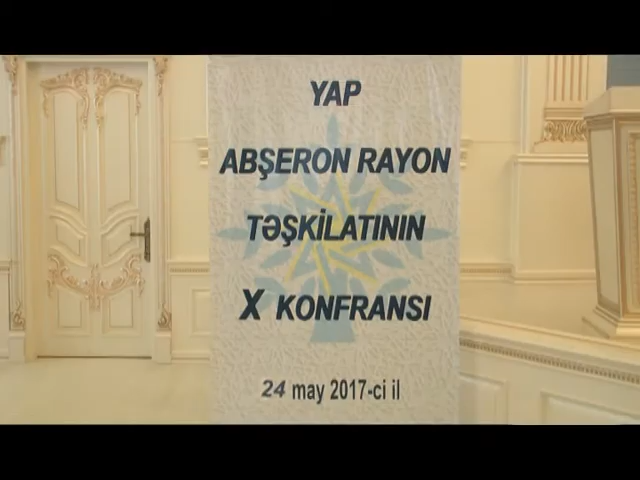 YAP
ABŞERON RAYON
TƏŞKİLATININ
X KONFRANSI
24 may 2017-ci il